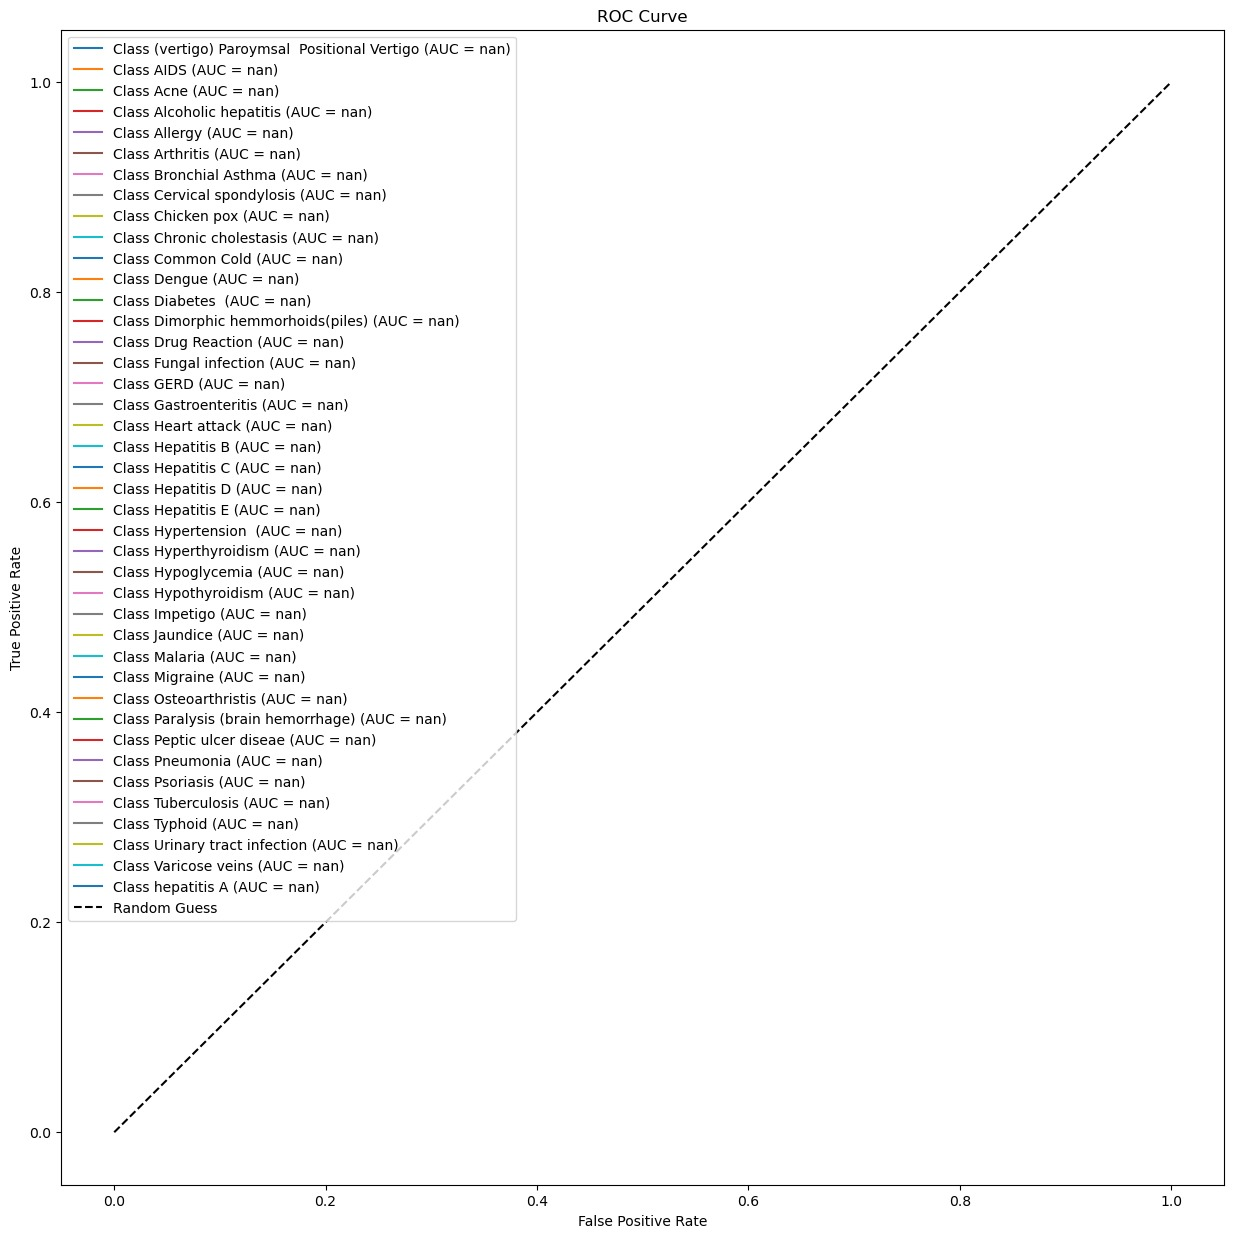 ROC Curve
Class (vertigo) Paroymsal  Positional Vertigo (AUC = nan)
Class AIDS (AUC = nan)
Class Acne (AUC = nan)
Class Alcoholic hepatitis (AUC = nan)
Class Allergy (AUC = nan)
Class Arthritis (AUC = nan)
Class Bronchial Asthma (AUC = nan)
Class Cervical spondylosis (AUC = nan)
Class Chicken pox (AUC = nan)
Class Chronic cholestasis (AUC = nan)
Class Common Cold (AUC = nan)
Class Dengue (AUC = nan)
Class Diabetes  (AUC = nan)
Class Dimorphic hemmorhoids(piles) (AUC = nan)
Class Drug Reaction (AUC = nan)
Class Fungal infection (AUC = nan)
Class GERD (AUC = nan)
Class Gastroenteritis (AUC = nan)
Class Heart attack (AUC = nan)
Class Hepatitis B (AUC = nan)
Class Hepatitis C (AUC = nan)
Class Hepatitis D (AUC = nan)
Class Hepatitis E (AUC = nan)
Class Hypertension  (AUC = nan)
Class Hyperthyroidism (AUC = nan)
Class Hypoglycemia (AUC = nan)
Class Hypothyroidism (AUC = nan)
Class Impetigo (AUC = nan)
Class Jaundice (AUC = nan)
Class Malaria (AUC = nan)
Class Migraine (AUC = nan)
Class Osteoarthristis (AUC = nan)
Class Paralysis (brain hemorrhage) (AUC = nan)
Class Peptic ulcer diseae (AUC = nan)
Class Pneumonia (AUC = nan)
Class Psoriasis (AUC = nan)
Class Tuberculosis (AUC = nan)
Class Typhoid (AUC = nan)
Class Urinary tract infection (AUC = nan)
Class Varicose veins (AUC = nan)
Class hepatitis A (AUC = nan)
Random Guess
True Positive Rate
1.0
0.8
0.6
0.4
0.2
0.0
0.0 0.2 0.4 0.6 0.8 1.0
False Positive Rate